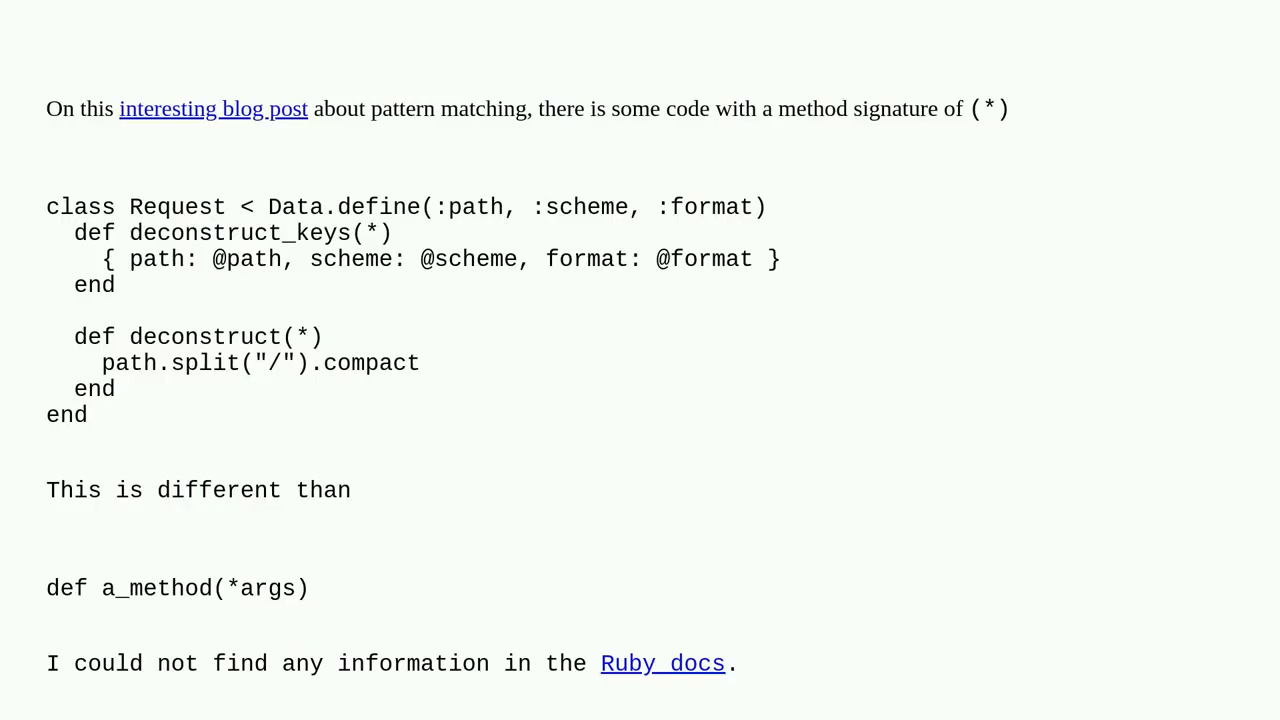 On this interesting blog post about pattern matching, there is some code with a method signature of (*)
class Request < Data.define(:path, :scheme, :format)
  def deconstruct_keys(*)
    { path: @path, scheme: @scheme, format: @format }
  end
  def deconstruct(*)
    path.split("/").compact
  end
end
This is different than
def a_method(*args)
I could not find any information in the Ruby docs.